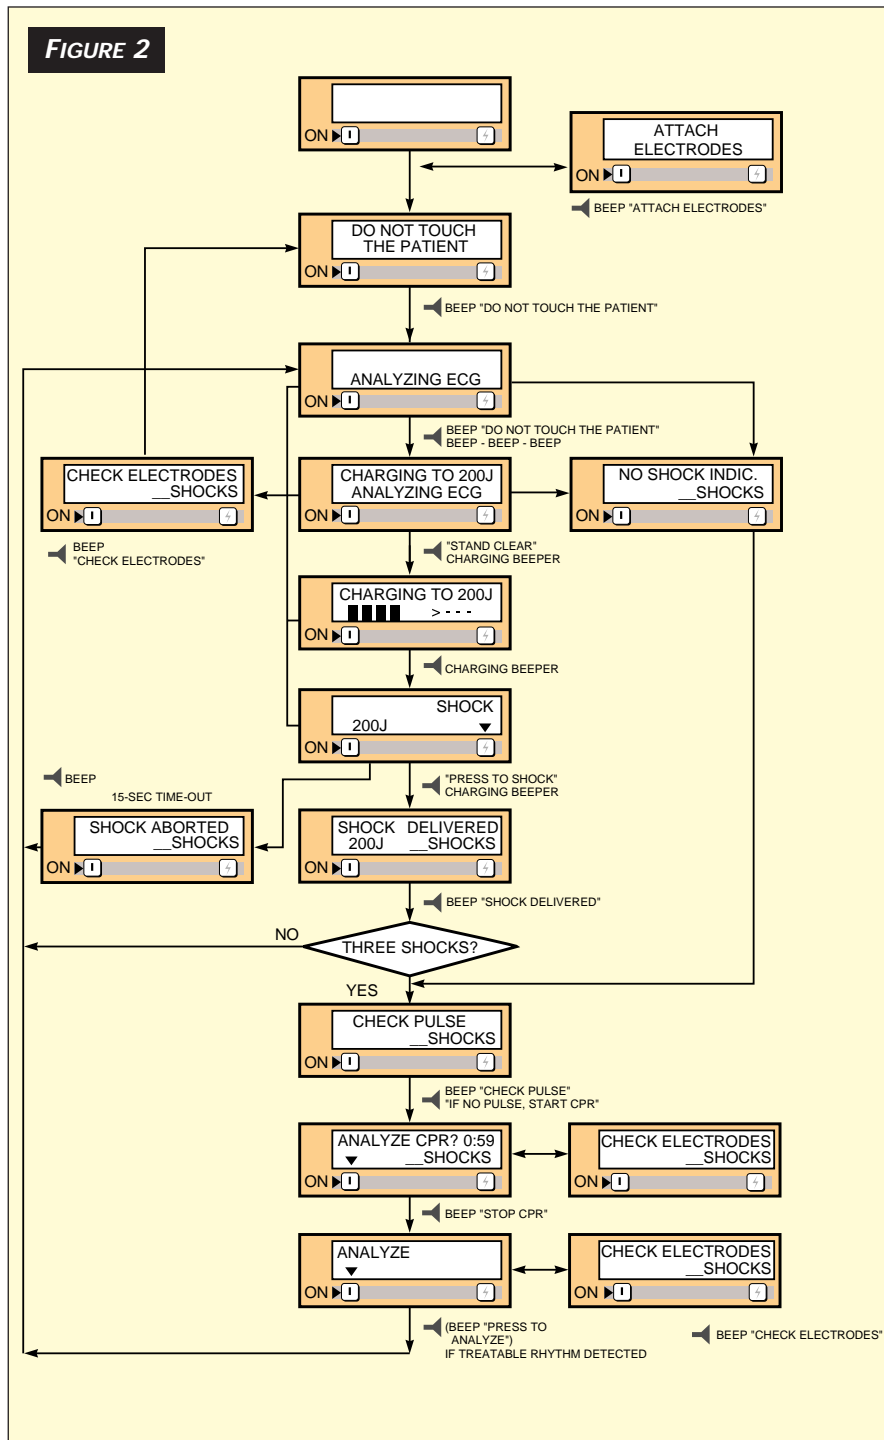 FIGURE 2
ON
ATTACH
ELECTRODES
ON
BEEP "ATTACH ELECTRODES"
DO NOT TOUCH
THE PATIENT
ON
BEEP "DO NOT TOUCH THE PATIENT"
ANALYZING ECG
ON
BEEP "DO NOT TOUCH THE PATIENT"
BEEP - BEEP - BEEP
CHECK ELECTRODES
__SHOCKS
ON
BEEP
"CHECK ELECTRODES"
CHARGING TO 200J
ANALYZING ECG
ON
NO SHOCK INDIC.
__SHOCKS
ON
"STAND CLEAR"
CHARGING BEEPER
CHARGING TO 200J
>- - -
ON
CHARGING BEEPER
SHOCK
200J
ON
"PRESS TO SHOCK"
CHARGING BEEPER
BEEP
15-SEC TIME-OUT
SHOCK ABORTED
__SHOCKS
ON
SHOCK DELIVERED
200J __SHOCKS
ON
BEEP "SHOCK DELIVERED"
NO
THREE SHOCKS?
YES
CHECK PULSE
__SHOCKS
ON
BEEP "CHECK PULSE"
"IF NO PULSE, START CPR"
ANALYZE CPR? 0:59
__SHOCKS
ON
CHECK ELECTRODES
__SHOCKS
ON
BEEP "STOP CPR"
ANALYZE
ON
CHECK ELECTRODES
__SHOCKS
ON
(BEEP "PRESS TO
ANALYZE")
IF TREATABLE RHYTHM DETECTED
BEEP "CHECK ELECTRODES"